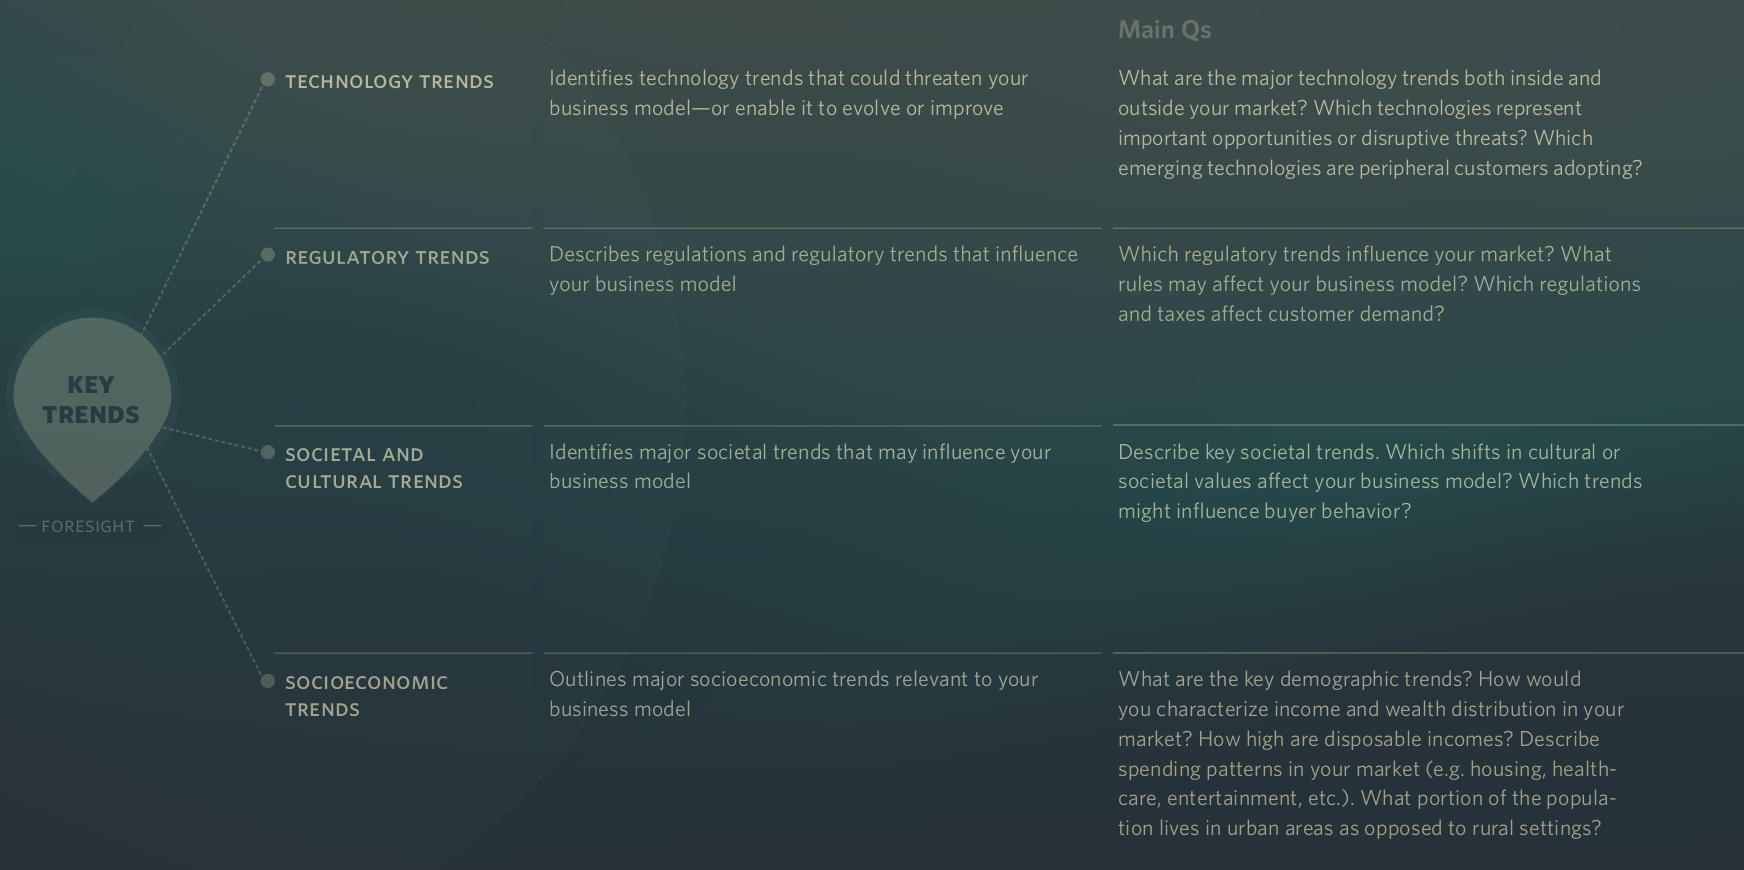 Main Qs
TECHNOLOGY TRENDS
Identifies technology trends that could threaten your
business model—or enable it to evolve or improve
What are the major technology trends both inside and
outside your market? Which technologies represent
important opportunities or disruptive threats? Which
emerging technologies are peripheral customers adopting?
REGULATORY TRENDS
Describes regulations and regulatory trends that influence
your business model
Which regulatory trends influence your market? What
rules may affect your business model? Which regulations
and taxes affect customer demand?
KEY
TRENDS
— FORESIGHT —
SOCIETAL AND
CULTURAL TRENDS
Identifies major societal trends that may influence your
business model
Describe key societal trends. Which shifts in cultural or
societal values affect your business model? Which trends
might influence buyer behavior?
SOCIOECONOMIC
TRENDS
Outlines major socioeconomic trends relevant to your
business model
What are the key demographic trends? How would
you characterize income and wealth distribution in your
market? How high are disposable incomes? Describe
spending patterns in your market (e.g. housing, health-
care, entertainment, etc.). What portion of the popula-
tion lives in urban areas as opposed to rural settings?